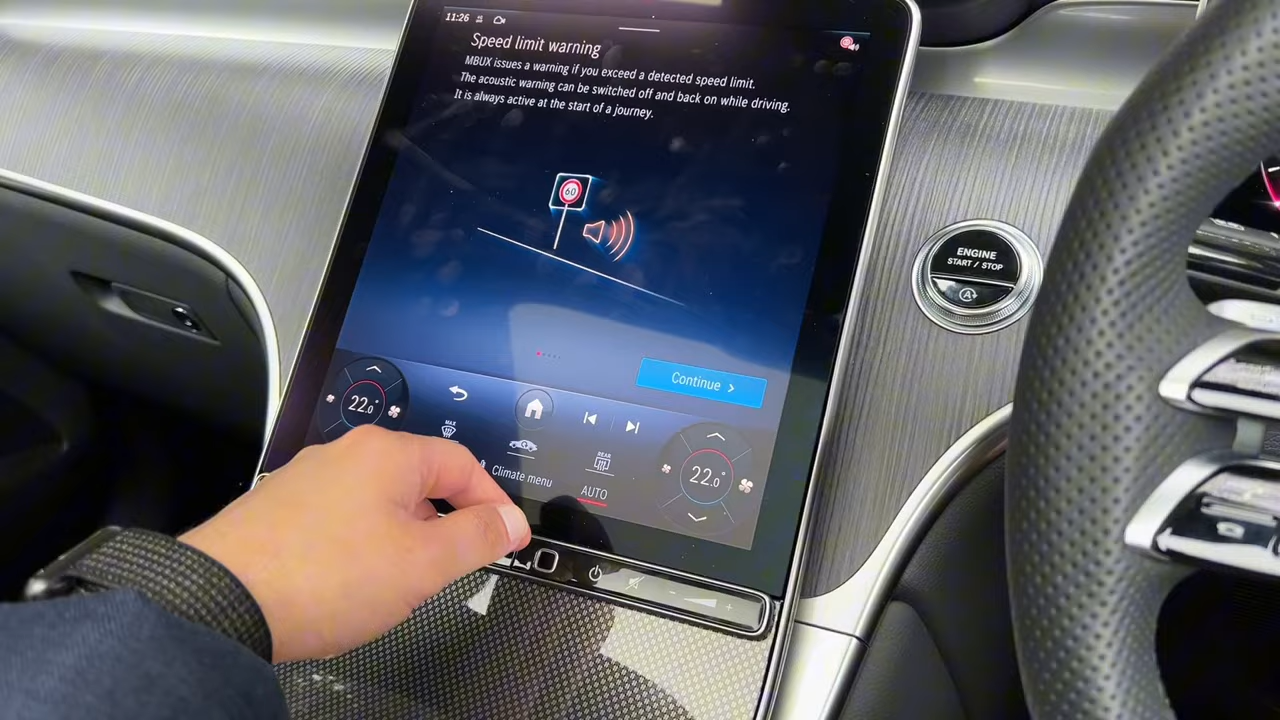 11:26
Speed limit warning
MBUX issues a warning if you exceed a detected speed limit.
The acoustic warning can be switched off and back on while driving.
It is always active at the start of a journey.
60
Continue
22.0°
MAX
Climate menu
REAR
AUTO
22.0°
ENGINE
START / STOP
A